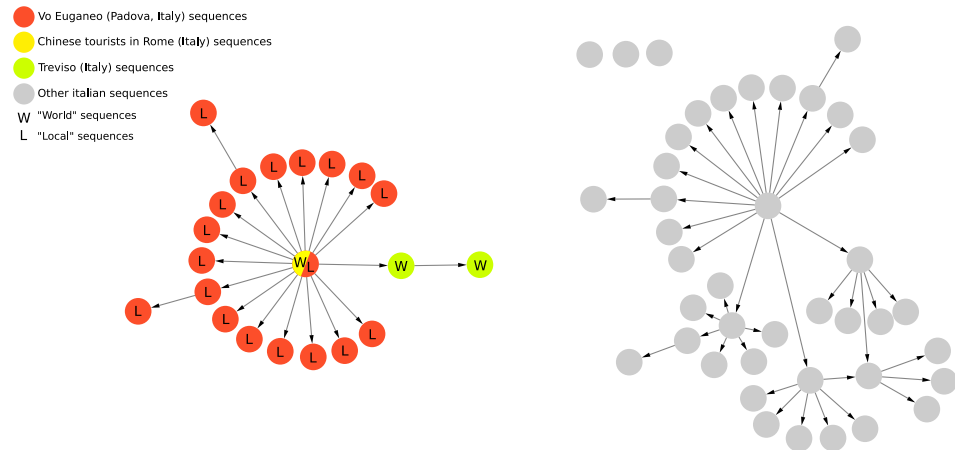 Vo Euganeo (Padova, Italy) sequences
Chinese tourists in Rome (Italy) sequences
Treviso (Italy) sequences
Other italian sequences
W "World" sequences
L "Local" sequences
L
L L L
L L L
L
L
L W L W W
L
L
L
L L
L L L